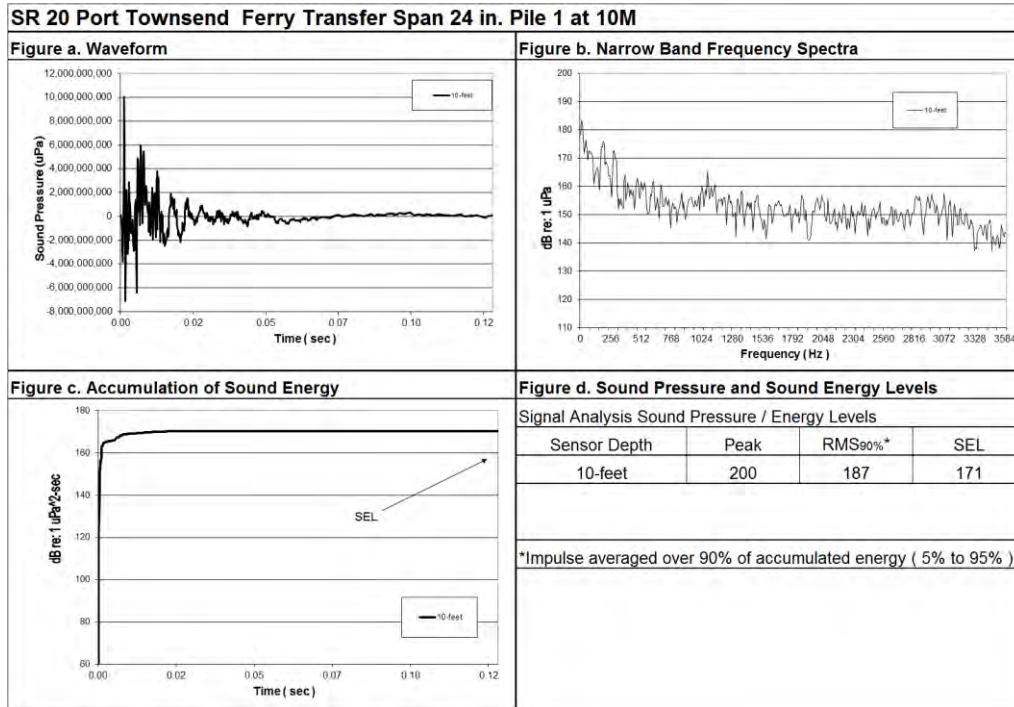 SR 20 Port Townsend Ferry Transfer Span 24 in. Pile 1 at 10M
Figure a. Waveform
12,000,000,000
10,000,000,000
8,000,000,000
6,000,000,000
4,000,000,000
2,000,000,000
0
-2,000,000,000
-4,000,000,000
-6,000,000,000
-8,000,000,000
Sound Pressure (uPa)
10-feet
0.00 0.02 0.05 0.07 0.10 0.12
Time ( sec )
Figure b. Narrow Band Frequency Spectra
200
190
180
170
160
150
140
130
120
110
dB re: 1 uPa
10-feet
0 256 512 768 1024 1280 1536 1792 2048 2304 2560 2816 3072 3328 3584
Frequency ( Hz )
Figure c. Accumulation of Sound Energy
180
160
140
120
100
80
60
dB re: 1 uPa^2-sec
SEL
10-feet
0.00 0.02 0.05 0.07 0.10 0.12
Time ( sec )
Figure d. Sound Pressure and Sound Energy Levels
Signal Analysis Sound Pressure / Energy Levels
Sensor Depth Peak RMS90%* SEL
10-feet 200 187 171
*Impulse averaged over 90% of accumulated energy ( 5% to 95% )